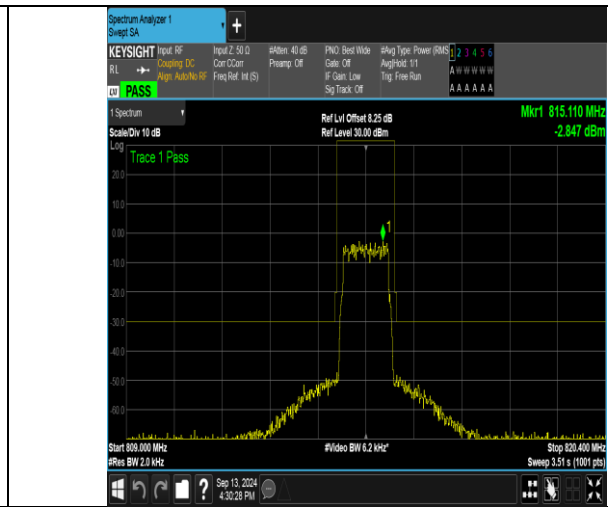 Spectrum Analyzer 1
Swept SA
+
KEYSIGHT Input: RF Input Z: 50 Ω #Atten: 40 dB PNO: Best Wide #Avg Type: Power (RMS 1 2 3 4 5 6
RL Coupling: DC Corr CCorr Preamp: Off Gate: Off Avg|Hold: 1/1 A W W W W W
Align: Auto/No RF Freq Ref: Int (S) IF Gain: Low Trig: Free Run
LXI PASS Sig Track: Off A A A A A A
1 Spectrum Ref Lvl Offset 8.25 dB Mkr1 815.110 MHz
Scale/Div 10 dB Ref Level 30.00 dBm -2.847 dBm
Log
Trace 1 Pass
20.0
10.0
0.00
1
-10.0
-20.0
-30.0
-40.0
-50.0
-60.0
Start 809.000 MHz #Video BW 6.2 kHz* Stop 820.400 MHz
#Res BW 2.0 kHz Sweep 3.51 s (1001 pts)
? Sep 13, 2024
4:30:28 PM